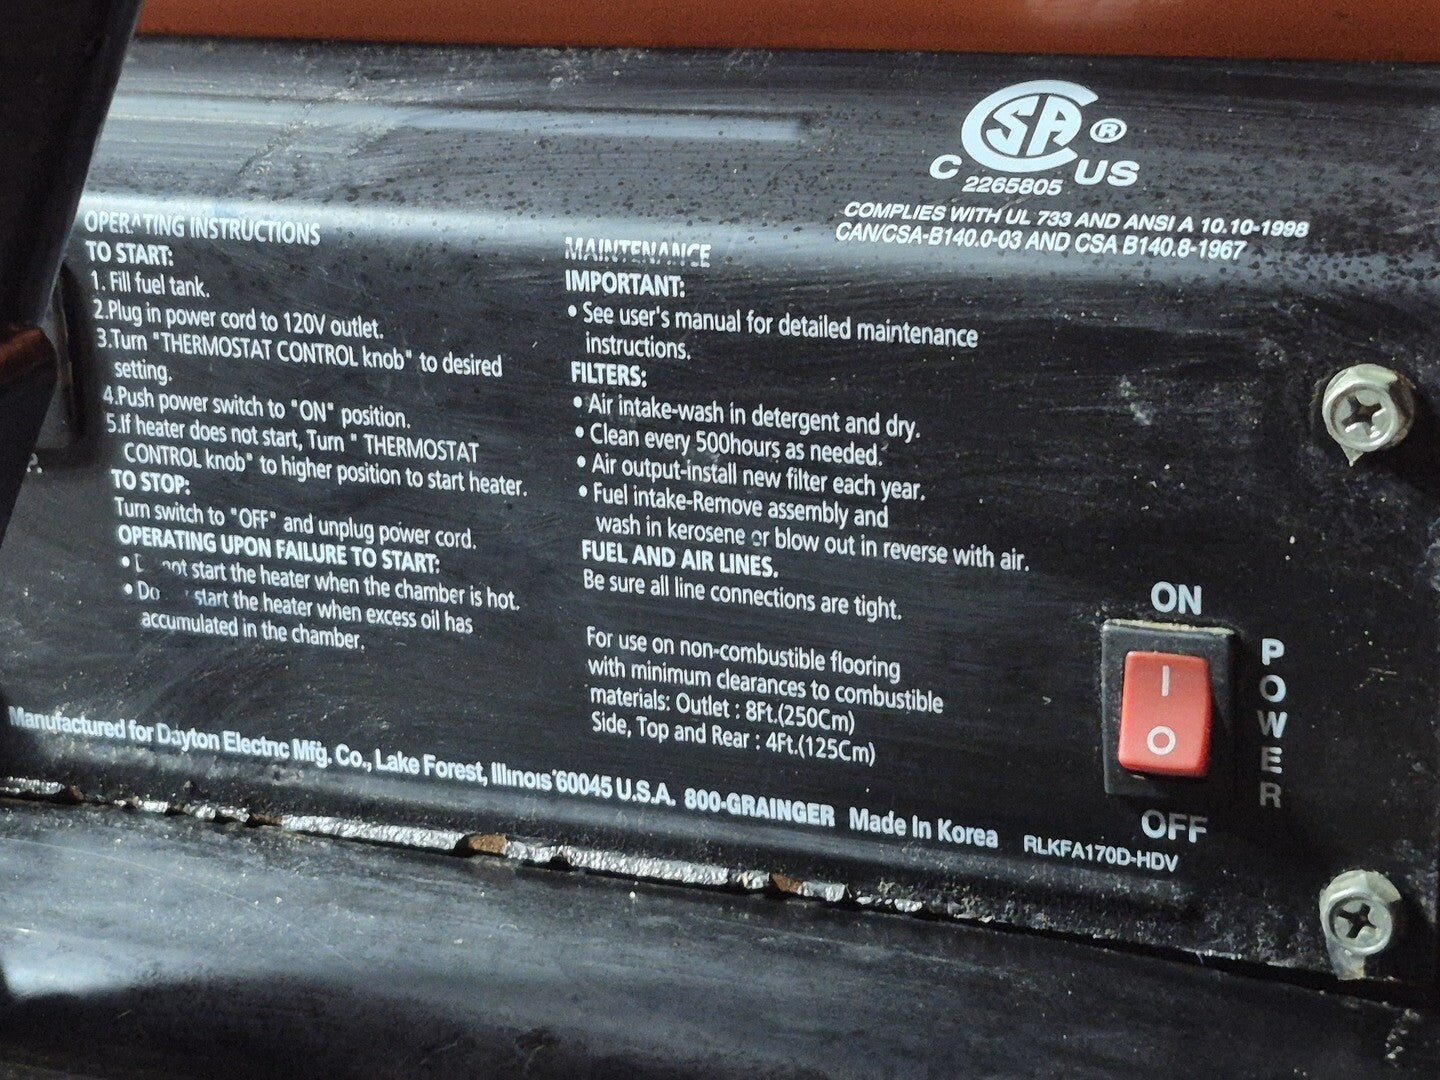 CSA ®
C US
2265805
COMPLIES WITH UL 733 AND ANSI A 10.10-1998
CAN/CSA-B140.0-03 AND CSA B140.8-1967
OPERATING INSTRUCTIONS
TO START:
1. Fill fuel tank.
2.Plug in power cord to 120V outlet.
3.Turn "THERMOSTAT CONTROL knob" to desired
setting.
4.Push power switch to "ON" position.
5.If heater does not start, Turn " THERMOSTAT
CONTROL knob" to higher position to start heater.
TO STOP:
Turn switch to "OFF" and unplug power cord.
OPERATING UPON FAILURE TO START:
• not start the heater when the chamber is hot.
• Do start the heater when excess oil has
accumulated in the chamber.
MAINTENANCE
IMPORTANT:
• See user's manual for detailed maintenance
instructions.
FILTERS:
• Air intake-wash in detergent and dry.
• Clean every 500hours as needed.
• Air output-install new filter each year.
• Fuel intake-Remove assembly and
wash in kerosene or blow out in reverse with air.
FUEL AND AIR LINES.
Be sure all line connections are tight.
For use on non-combustible flooring
with minimum clearances to combustible
materials: Outlet : 8Ft.(250Cm)
Side, Top and Rear : 4Ft.(125Cm)
Manufactured for Dayton Electric Mfg. Co., Lake Forest, Illinois 60045 U.S.A. 800-GRAINGER Made In Korea RLKFA170D-HDV
ON
POWER
I
O
OFF